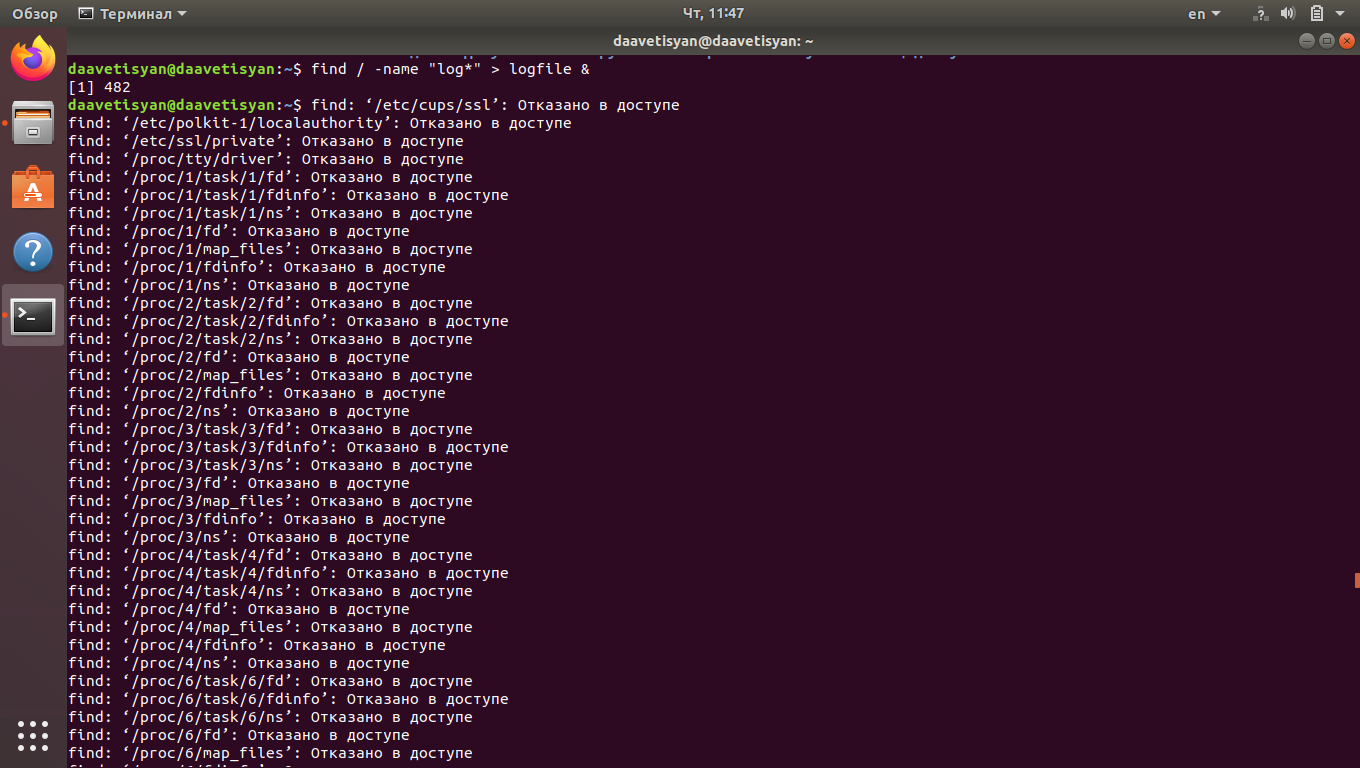 Обзор Терминал Чт, 11:47 en
daavetisyan@daavetisyan: ~
daavetisyan@daavetisyan:~$ find / -name "log*" > logfile &
[1] 482
daavetisyan@daavetisyan:~$ find: ‘/etc/cups/ssl’: Отказано в доступе
find: ‘/etc/polkit-1/localauthority’: Отказано в доступе
find: ‘/etc/ssl/private’: Отказано в доступе
find: ‘/proc/tty/driver’: Отказано в доступе
find: ‘/proc/1/task/1/fd’: Отказано в доступе
find: ‘/proc/1/task/1/fdinfo’: Отказано в доступе
find: ‘/proc/1/task/1/ns’: Отказано в доступе
find: ‘/proc/1/fd’: Отказано в доступе
find: ‘/proc/1/map_files’: Отказано в доступе
find: ‘/proc/1/fdinfo’: Отказано в доступе
find: ‘/proc/1/ns’: Отказано в доступе
find: ‘/proc/2/task/2/fd’: Отказано в доступе
find: ‘/proc/2/task/2/fdinfo’: Отказано в доступе
find: ‘/proc/2/task/2/ns’: Отказано в доступе
find: ‘/proc/2/fd’: Отказано в доступе
find: ‘/proc/2/map_files’: Отказано в доступе
find: ‘/proc/2/fdinfo’: Отказано в доступе
find: ‘/proc/2/ns’: Отказано в доступе
find: ‘/proc/3/task/3/fd’: Отказано в доступе
find: ‘/proc/3/task/3/fdinfo’: Отказано в доступе
find: ‘/proc/3/task/3/ns’: Отказано в доступе
find: ‘/proc/3/fd’: Отказано в доступе
find: ‘/proc/3/map_files’: Отказано в доступе
find: ‘/proc/3/fdinfo’: Отказано в доступе
find: ‘/proc/3/ns’: Отказано в доступе
find: ‘/proc/4/task/4/fd’: Отказано в доступе
find: ‘/proc/4/task/4/fdinfo’: Отказано в доступе
find: ‘/proc/4/task/4/ns’: Отказано в доступе
find: ‘/proc/4/fd’: Отказано в доступе
find: ‘/proc/4/map_files’: Отказано в доступе
find: ‘/proc/4/fdinfo’: Отказано в доступе
find: ‘/proc/4/ns’: Отказано в доступе
find: ‘/proc/6/task/6/fd’: Отказано в доступе
find: ‘/proc/6/task/6/fdinfo’: Отказано в доступе
find: ‘/proc/6/task/6/ns’: Отказано в доступе
find: ‘/proc/6/fd’: Отказано в доступе
find: ‘/proc/6/map_files’: Отказано в доступе